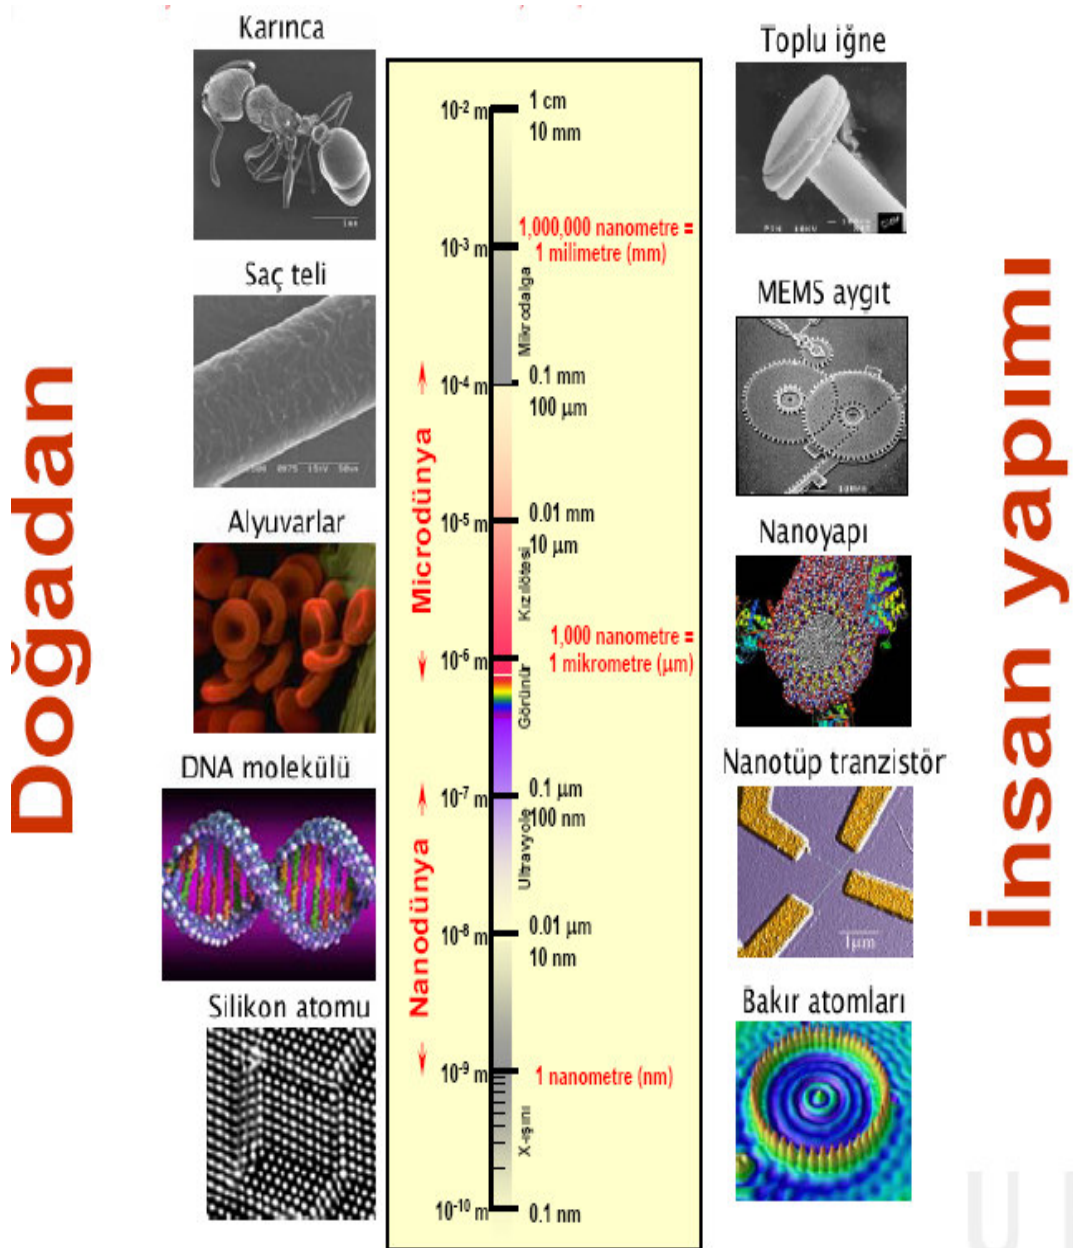 Doğadan
Karınca
1mm
Saç teli
Alyuvarlar
DNA molekülü
Silikon atomu
10-2 m
1 cm
10 mm
1,000,000 nanometre =
1 milimetre (mm)
10-3 m
Mikrodalga
10-4 m
0.1 mm
100 µm
Microdünya
10-5 m
0.01 mm
10 µm
Kızılötesi
1,000 nanometre =
1 mikrometre (µm)
10-6 m
Görünür
10-7 m
0.1 µm
100 nm
Ultravyole
Nanodünya
10-8 m
0.01 µm
10 nm
10-9 m
1 nanometre (nm)
X-ışını
10-10 m
0.1 nm
Toplu iğne
MEMS aygıt
Nanoyapı
Nanotüp tranzistör
1µm
Bakır atomları
İnsan yapımı
U